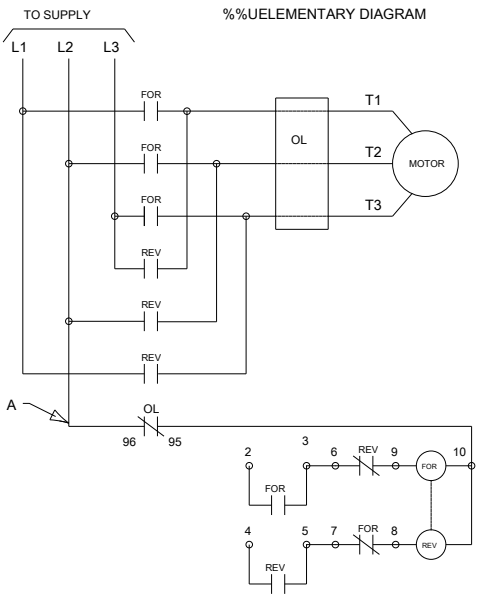 TO SUPPLY
%%UELEMENTARY DIAGRAM
L1 L2 L3
FOR
T1
OL
FOR
T2
MOTOR
FOR
T3
REV
REV
REV
A
OL
96 95
2 3 6 REV 9 10
FOR
FOR
4 5 7 FOR 8
REV
REV